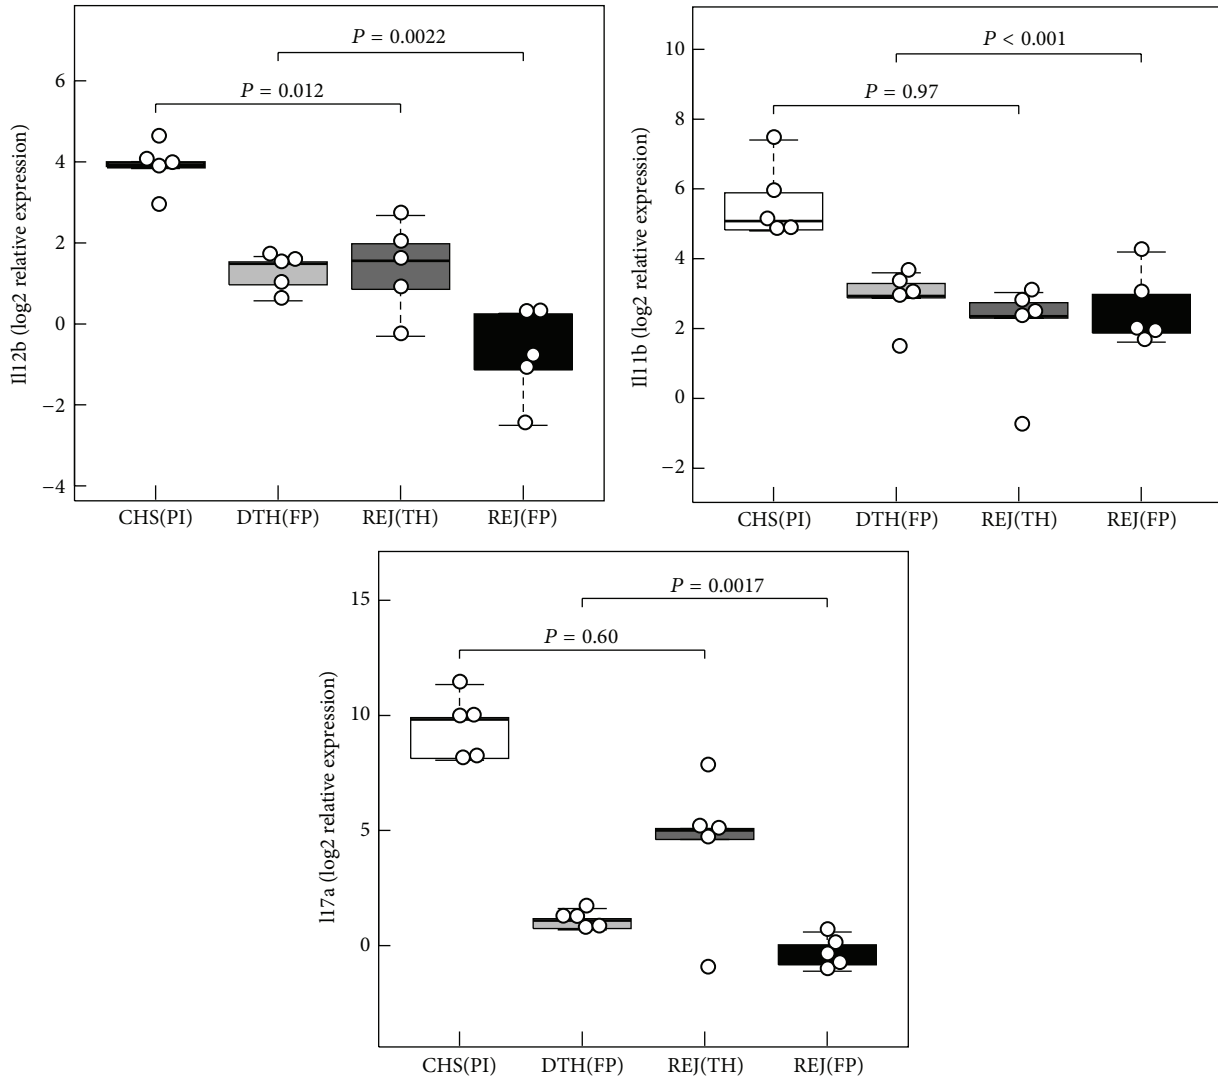 P = 0.0022
P = 0.012
Il12b (log2 relative expression)
6
4
2
0
−2
−4
CHS(PI) DTH(FP) REJ(TH) REJ(FP)
P < 0.001
P = 0.97
Il11b (log2 relative expression)
10
8
6
4
2
0
−2
CHS(PI) DTH(FP) REJ(TH) REJ(FP)
P = 0.0017
P = 0.60
l17a (log2 relative expression)
15
10
5
0
CHS(PI) DTH(FP) REJ(TH) REJ(FP)